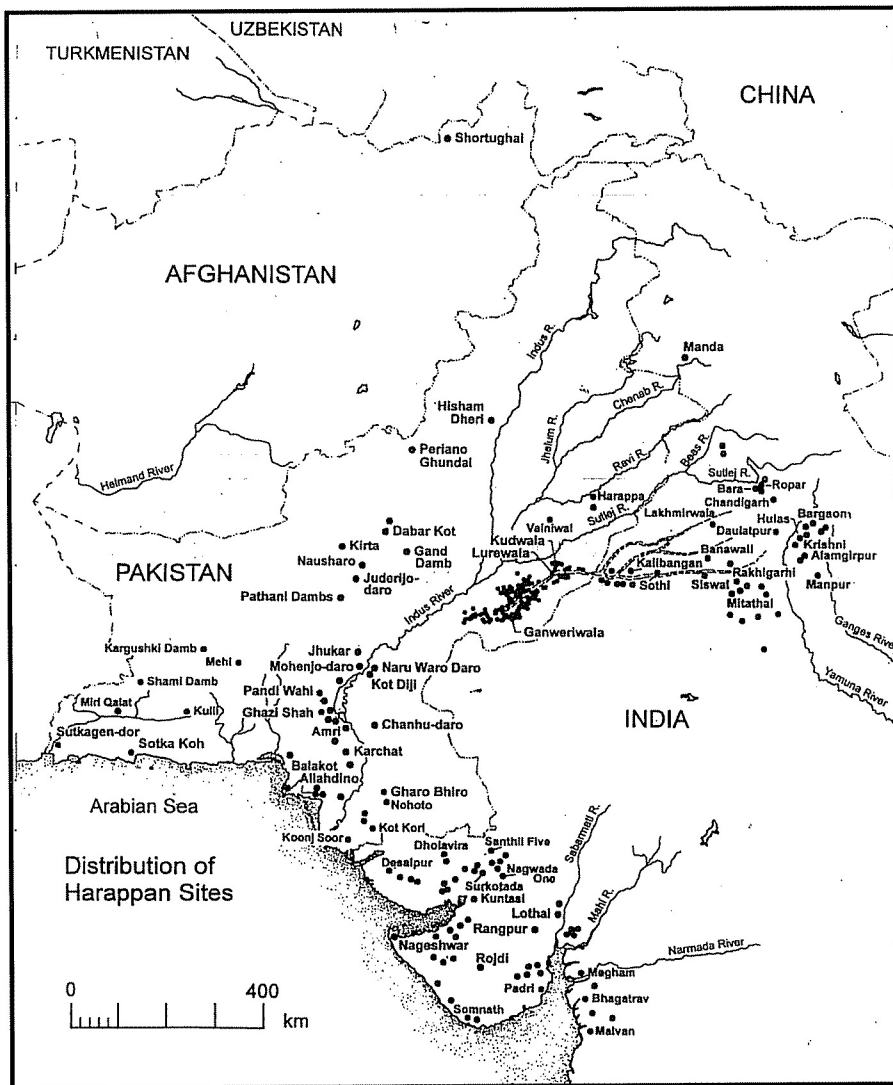 UZBEKISTAN
TURKMENISTAN
CHINA
Shortughai
AFGHANISTAN
Indus R.
Manda
Chenab R.
Jhelum R.
Hisham
Dheri
Ravi R.
Beas R.
Periano
Ghundai
Helmand River
Sutlej R.
Bara
Ropar
Chandigarh
Harappa
Sutlej R.
Vainiwal
Lakhmirwala
Hulas
Bargaom
Daulatpur
Dabar Kot
Kudwala
Lurewala
Krishni
Kirta
Gand
Damb
Banawali
Alamgirpur
Nausharo
Kalibangan
Rakhigarhi
PAKISTAN
Juderijo-
daro
Sothi
Siswal
Manpur
Pathani Dambs
Indus River
Mitathal
Ganweriwala
Ganges River
Kargushki Damb
Jhukar
Mehi
Mohenjo-daro
Naru Waro Daro
Yamuna River
Shami Damb
Kot Diji
Pandi Wahi
Miri Qalat
Kulli
Ghazi Shah
Chanhu-daro
INDIA
Amri
Sutkagen-dor
Sotka Koh
Karchat
Balakot
Allahdino
Gharo Bhiro
Nohoto
Arabian Sea
Sabarmati R.
Kot Kori
Koonj Soor
Santhli Five
Dholavira
Distribution of
Harappan Sites
Desalpur
Nagwada
Ono
Surkotada
Kuntasi
Mahi R.
Lothal
Rangpur
Nageshwar
Narmada River
Rojdi
Megham
0 400
km
Padri
Bhagatrav
Somnath
Malvan